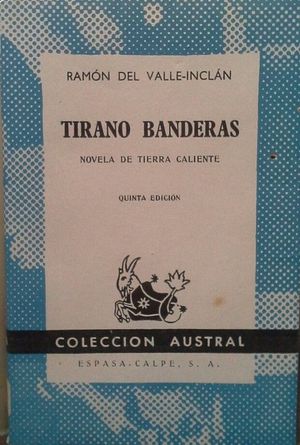 RAMÓN DEL VALLE-INCLÁN
TIRANO BANDERAS
NOVELA DE TIERRA CALIENTE
QUINTA EDICIÓN
COLECCION AUSTRAL
ESPASA-CALPE, S. A.